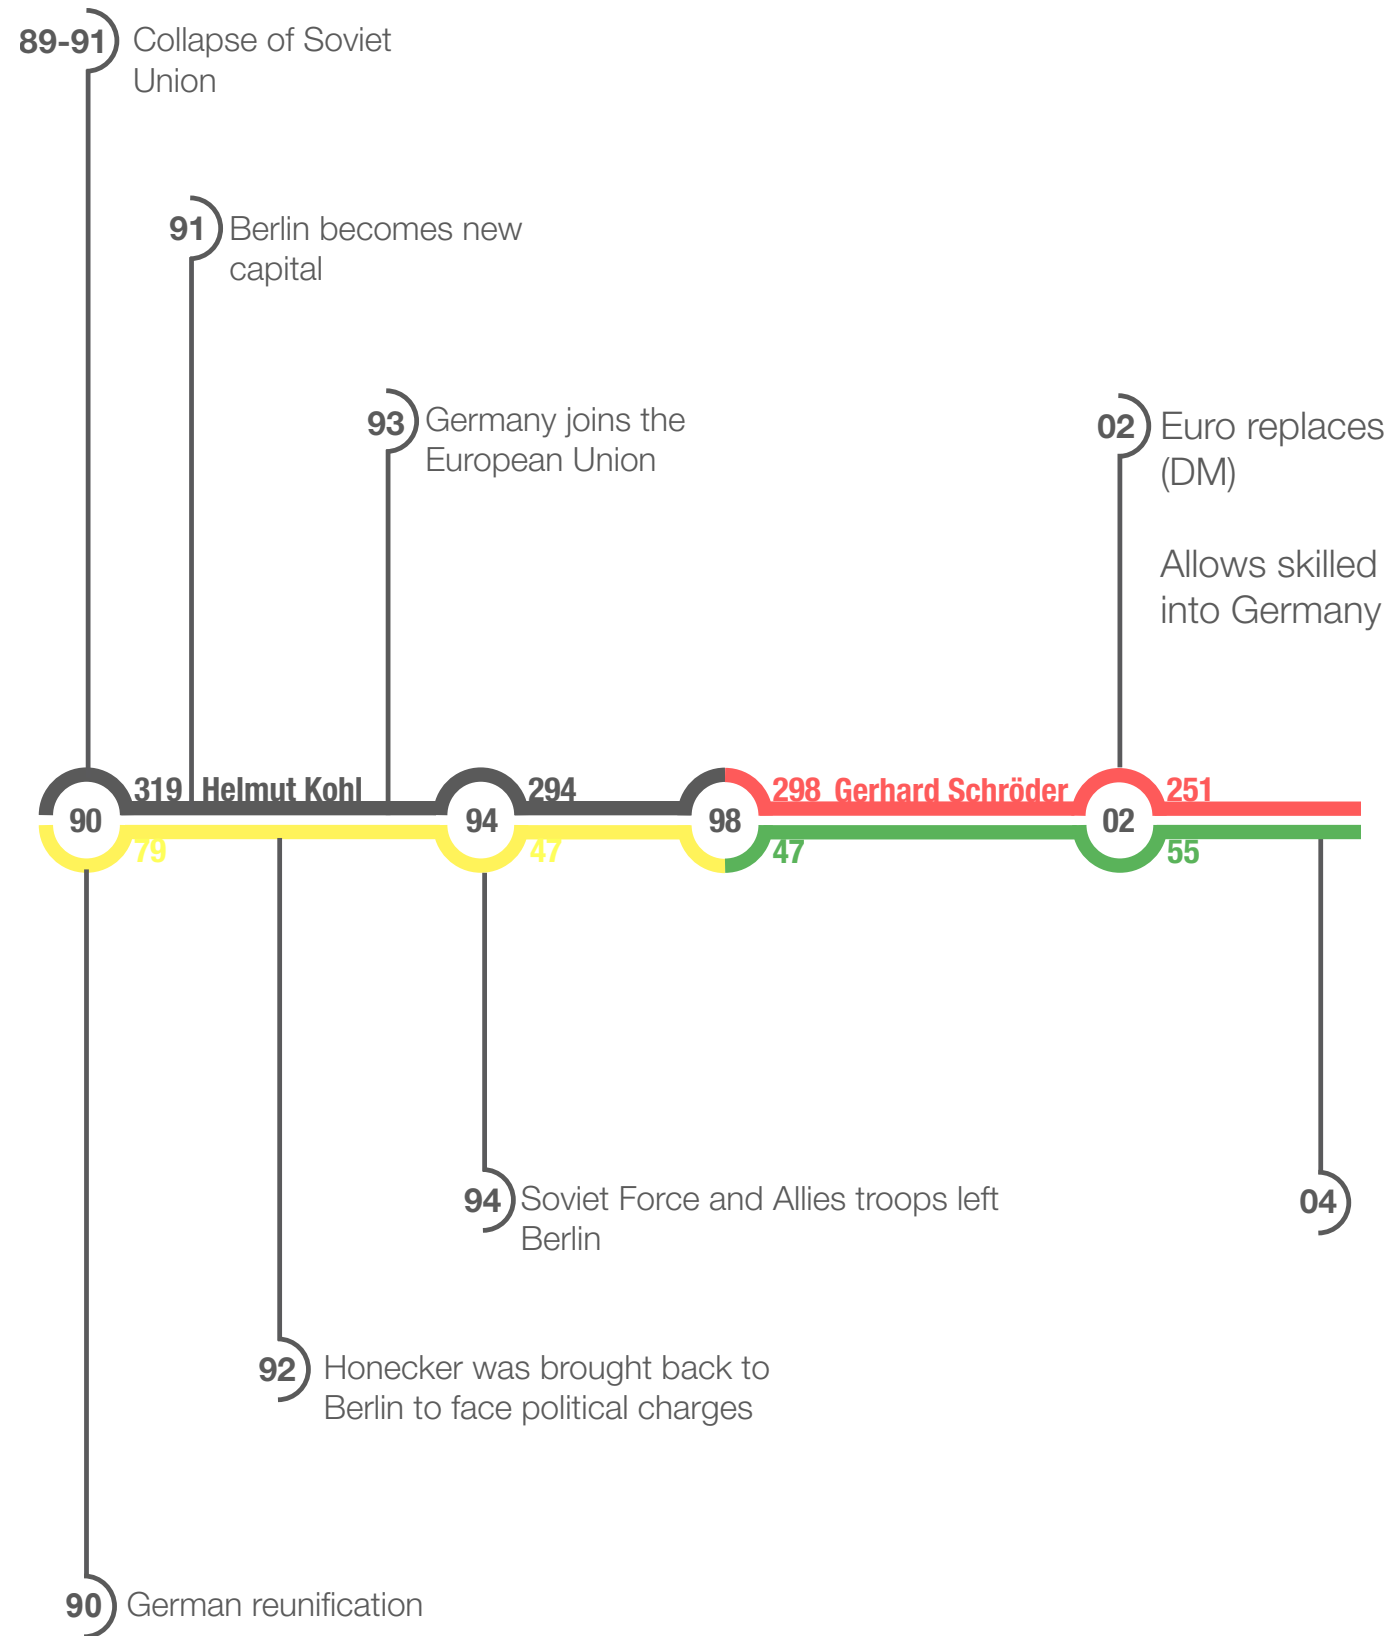 89-91 Collapse of Soviet
Union
91 Berlin becomes new
capital
93 Germany joins the
European Union
02 Euro replaces
(DM)
Allows skilled
into Germany
319 Helmut Kohl 294 298 Gerhard Schröder 251
90 94 98 02
79 47 47 55
94 Soviet Force and Allies troops left
Berlin
04
92 Honecker was brought back to
Berlin to face political charges
90 German reunification